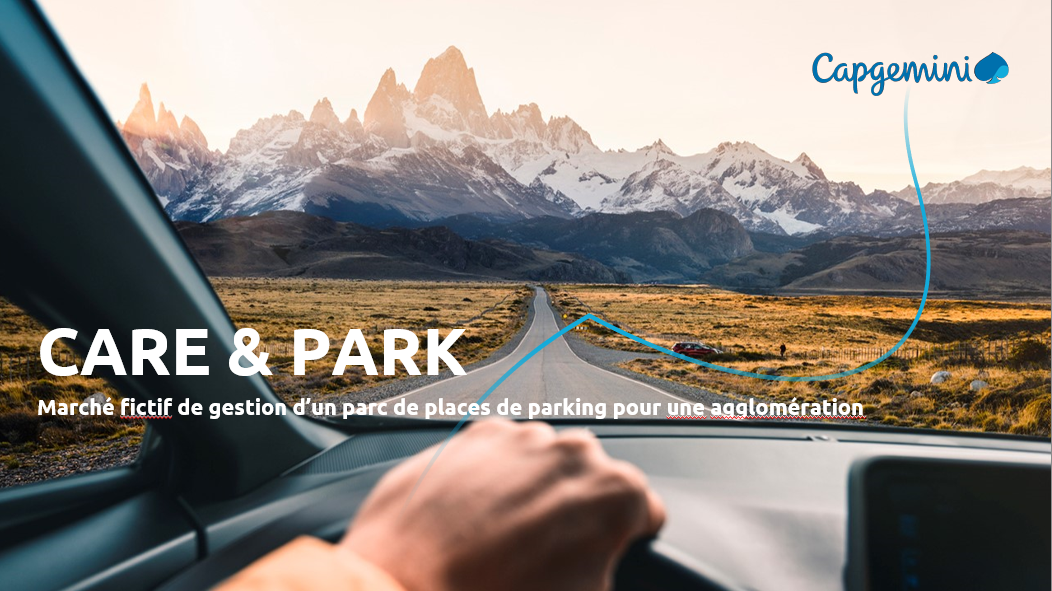 Capgemini
CARE & PARK
Marché fictif de gestion d’un parc de places de parking pour une agglomération